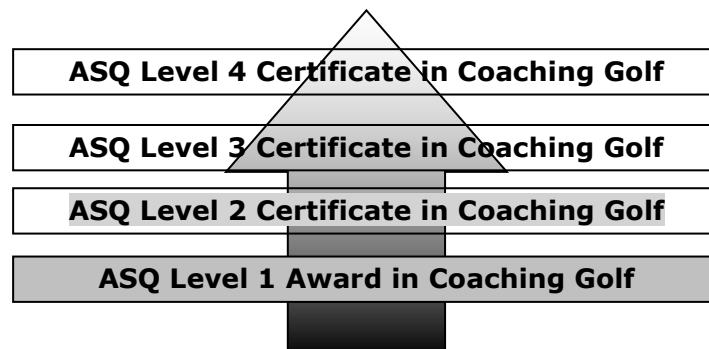 ASQ Level 4 Certificate in Coaching Golf
ASQ Level 3 Certificate in Coaching Golf
ASQ Level 2 Certificate in Coaching Golf
ASQ Level 1 Award in Coaching Golf